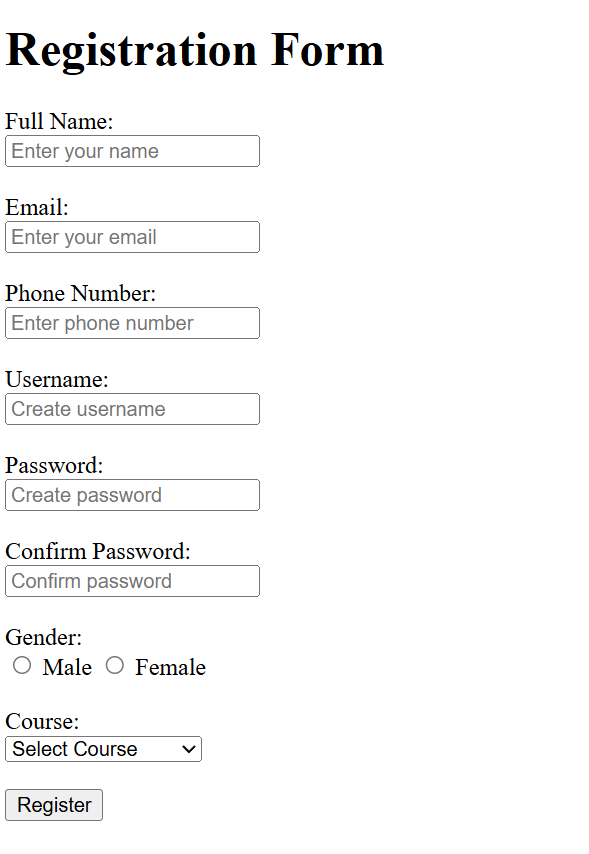 Registration Form
Full Name:
Enter your name
Email:
Enter your email
Phone Number:
Enter phone number
Username:
Create username
Password:
Create password
Confirm Password:
Confirm password
Gender:
Male Female
Course:
Select Course
Register